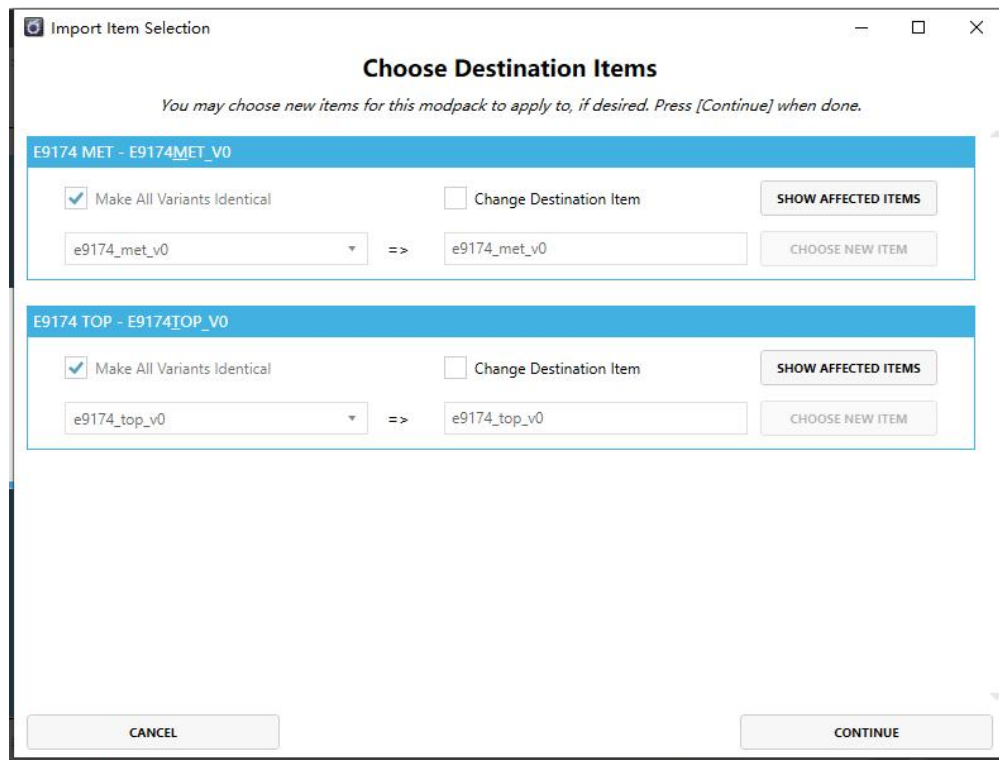 Import Item Selection
Choose Destination Items
You may choose new items for this modpack to apply to, if desired. Press [Continue] when done.
E9174 MET - E9174MET_V0
Make All Variants Identical
Change Destination Item
SHOW AFFECTED ITEMS
e9174_met_v0
=>
e9174_met_v0
CHOOSE NEW ITEM
E9174 TOP - E9174TOP_V0
Make All Variants Identical
Change Destination Item
SHOW AFFECTED ITEMS
e9174_top_v0
=>
e9174_top_v0
CHOOSE NEW ITEM
CANCEL
CONTINUE